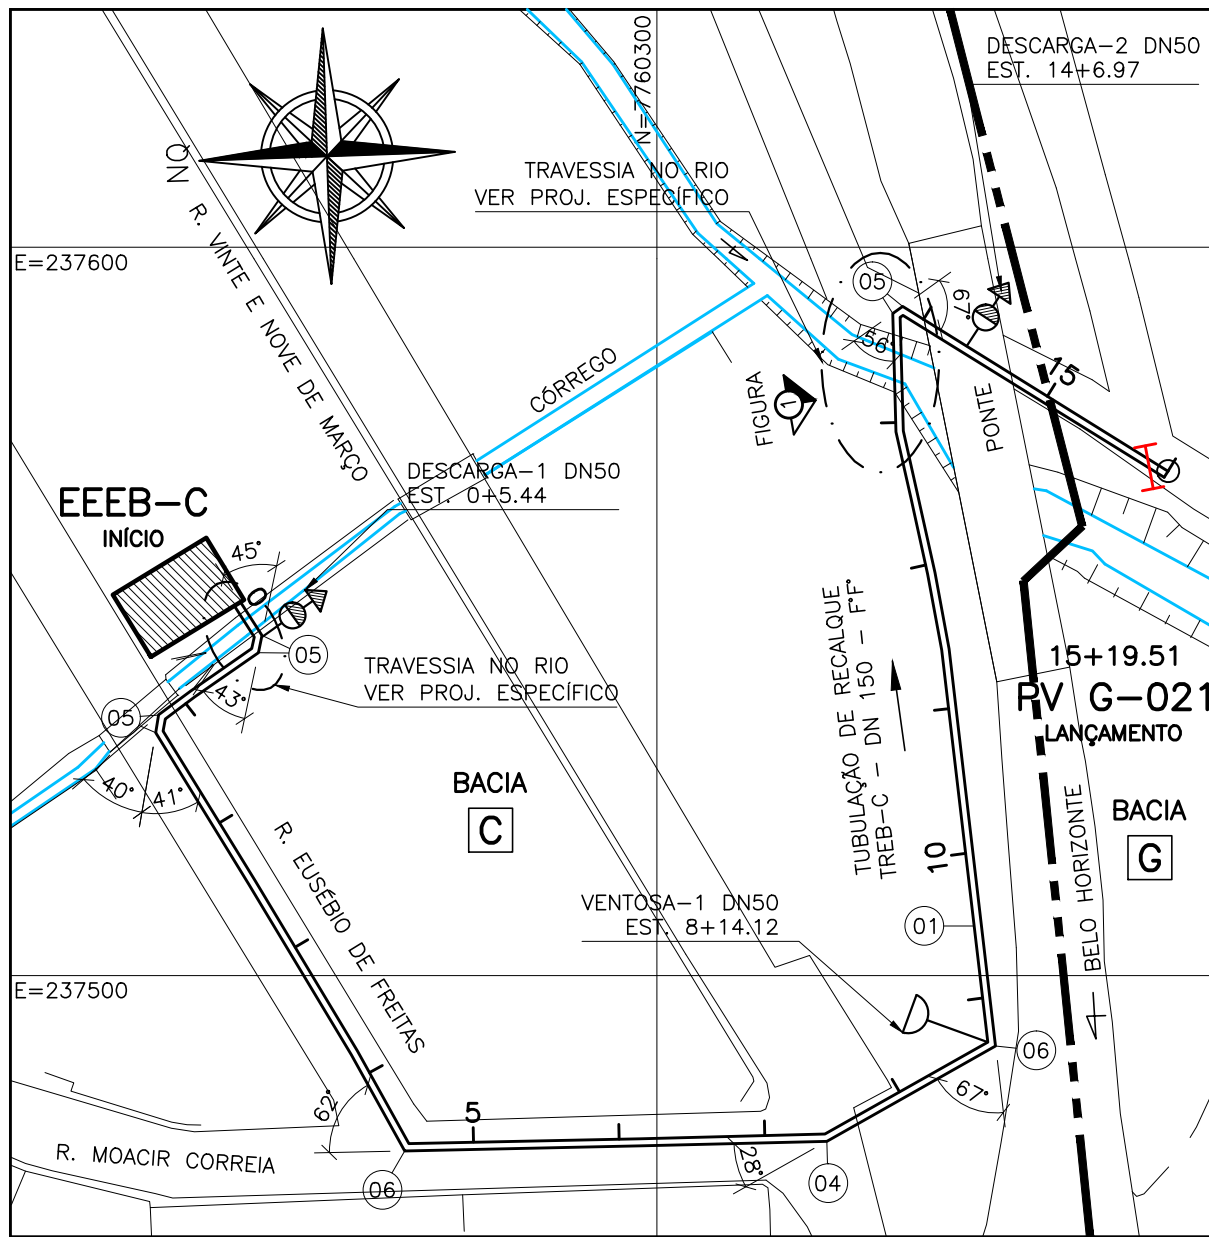 DESCARGA-2 DN50
EST. 14+6.97
N=7760300
NQ
TRAVESSIA NO RIO
VER PROJ. ESPECÍFICO
E=237600
R. VINTE E NOVE DE MARÇO
05
67°
56°
15
CÓRREGO
FIGURA
1
PONTE
DESCARGA-1 DN50
EST. 0+5.44
EEEB-C
INÍCIO
45°
0
05
TRAVESSIA NO RIO
VER PROJ. ESPECÍFICO
43°
05
40°
41°
TUBULAÇÃO DE RECALQUE
TREB-C - DN 150 - F°F°
15+19.51
PV G-021
LANÇAMENTO
BACIA
C
BACIA
G
R. EUSÉBIO DE FREITAS
10
BELO HORIZONTE
VENTOSA-1 DN50
EST. 8+14.12
01
E=237500
06
67°
62°
5
R. MOACIR CORREIA
06
28°
04